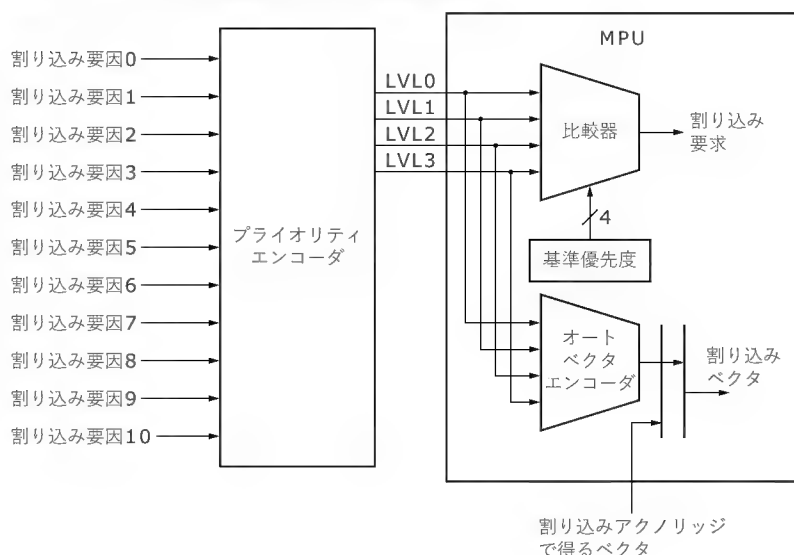 割り込み要因0
割り込み要因1
割り込み要因2
割り込み要因3
割り込み要因4
割り込み要因5
割り込み要因6
割り込み要因7
割り込み要因8
割り込み要因9
割り込み要因10
プライオリティ
エンコーダ
LVL0
LVL1
LVL2
LVL3
MPU
比較器
割り込み
要求
4
基準優先度
オート
ベクタ
エンコーダ
割り込み
ベクタ
割り込みアクノリッジ
で得るベクタ